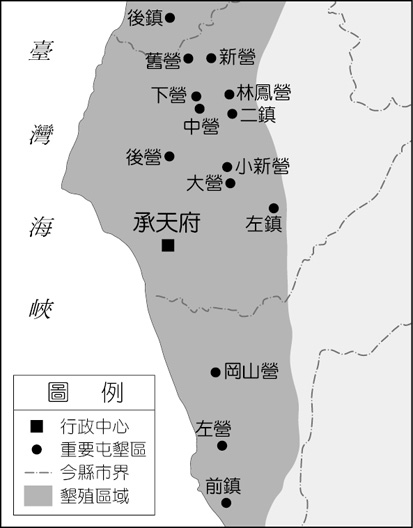 後鎮
舊營
新營
下營
林鳳營
中營
二鎮
後營
小新營
大營
左鎮
承天府
臺灣海峽
岡山營
左營
前鎮
圖 例
行政中心
重要屯墾區
今縣市界
墾殖區域